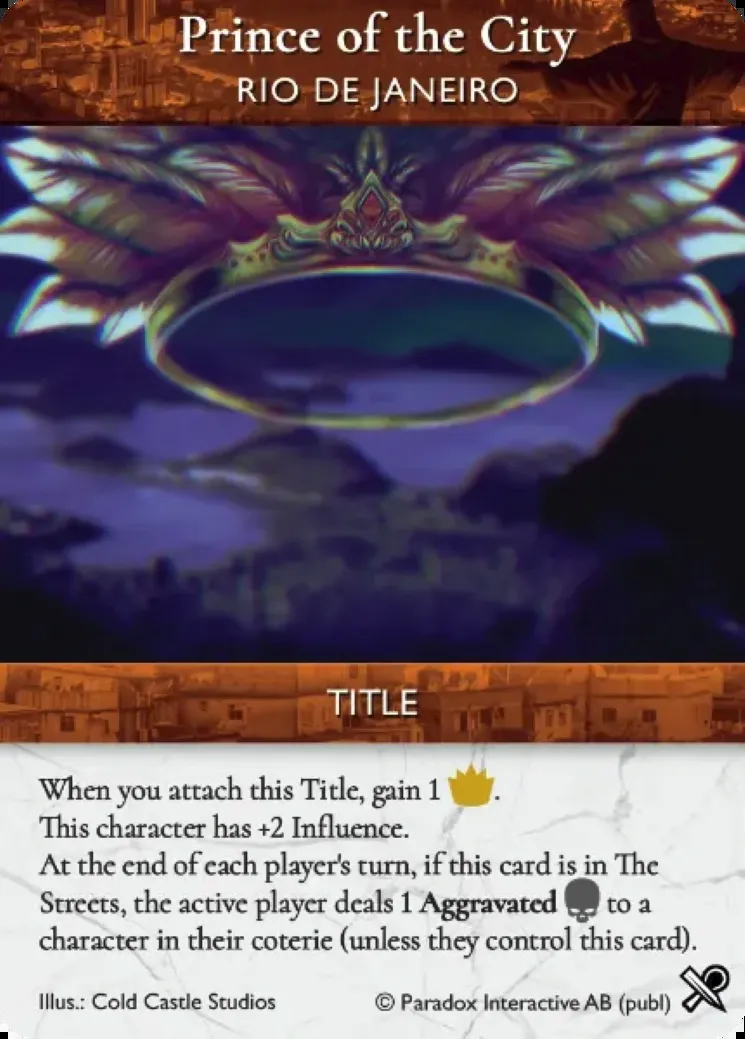 Prince of the City
RIO DE JANEIRO
TITLE
When you attach this Title, gain 1 .
This character has +2 Influence.
At the end of each player's turn, if this card is in The
Streets, the active player deals 1 Aggravated to a
character in their coterie (unless they control this card).
Illus.: Cold Castle Studios
© Paradox Interactive AB (publ)